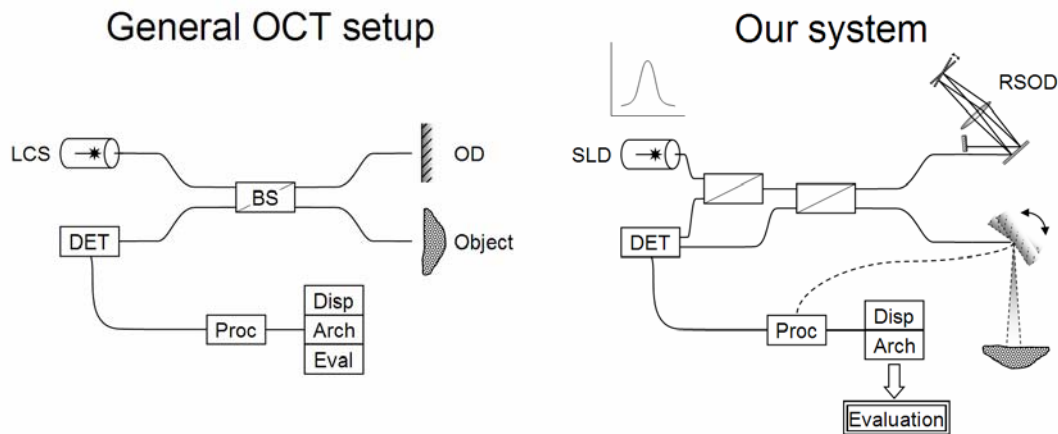 General OCT setup
LCS
BS
OD
DET
Object
Proc
Disp
Arch
Eval
Our system
RSOD
SLD
DET
Proc
Disp
Arch
Evaluation